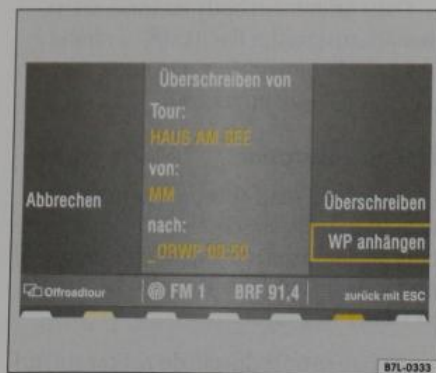 Überschreiben von
Tour:
HAUS AM SEE
von:
MM
nach:
_ORWP 00:50
Abbrechen
Überschreiben
WP anhängen
Offroadtour
FM 1
BRF 91,4
zurück mit ESC
B7L-0333